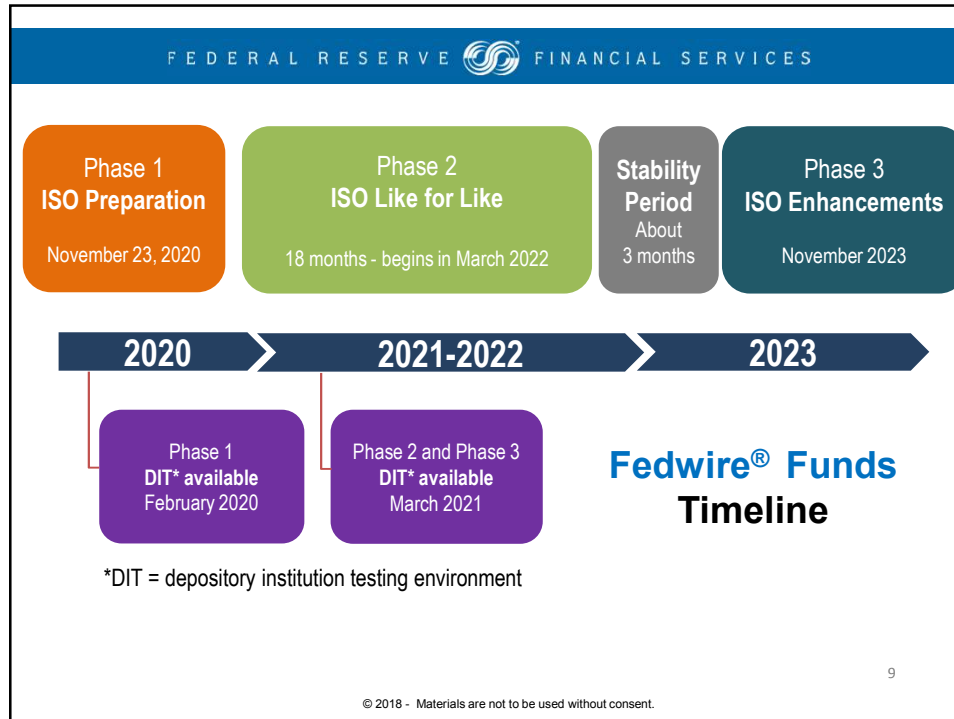 FEDERAL RESERVE FINANCIAL SERVICES
Phase 1
ISO Preparation
November 23, 2020
Phase 2
ISO Like for Like
18 months - begins in March 2022
Stability
Period
About
3 months
Phase 3
ISO Enhancements
November 2023
2020
2021-2022
2023
Phase 1
DIT* available
February 2020
Phase 2 and Phase 3
DIT* available
March 2021
Fedwire® Funds
Timeline
*DIT = depository institution testing environment
9
© 2018 - Materials are not to be used without consent.